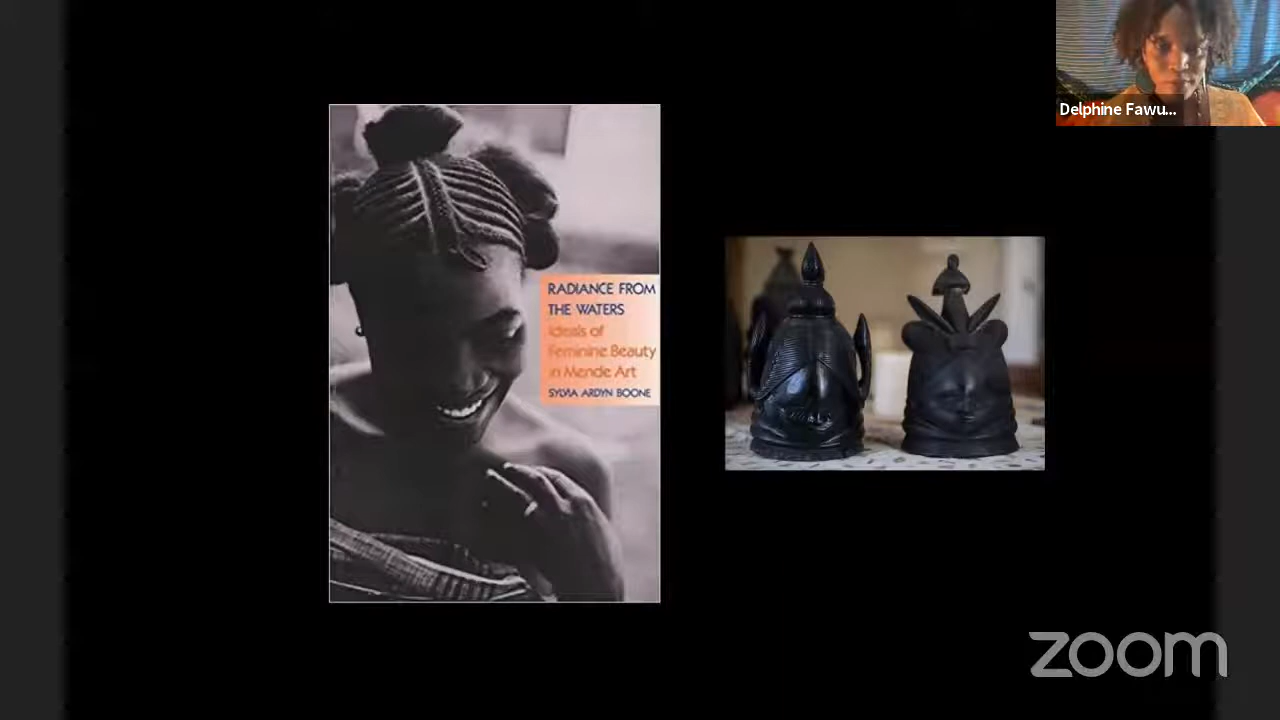 Delphine Fawu...
RADIANCE FROM
THE WATERS
Ideals of
Feminine Beauty
in Mende Art
SYLVIA ARDYN BOONE
zoom